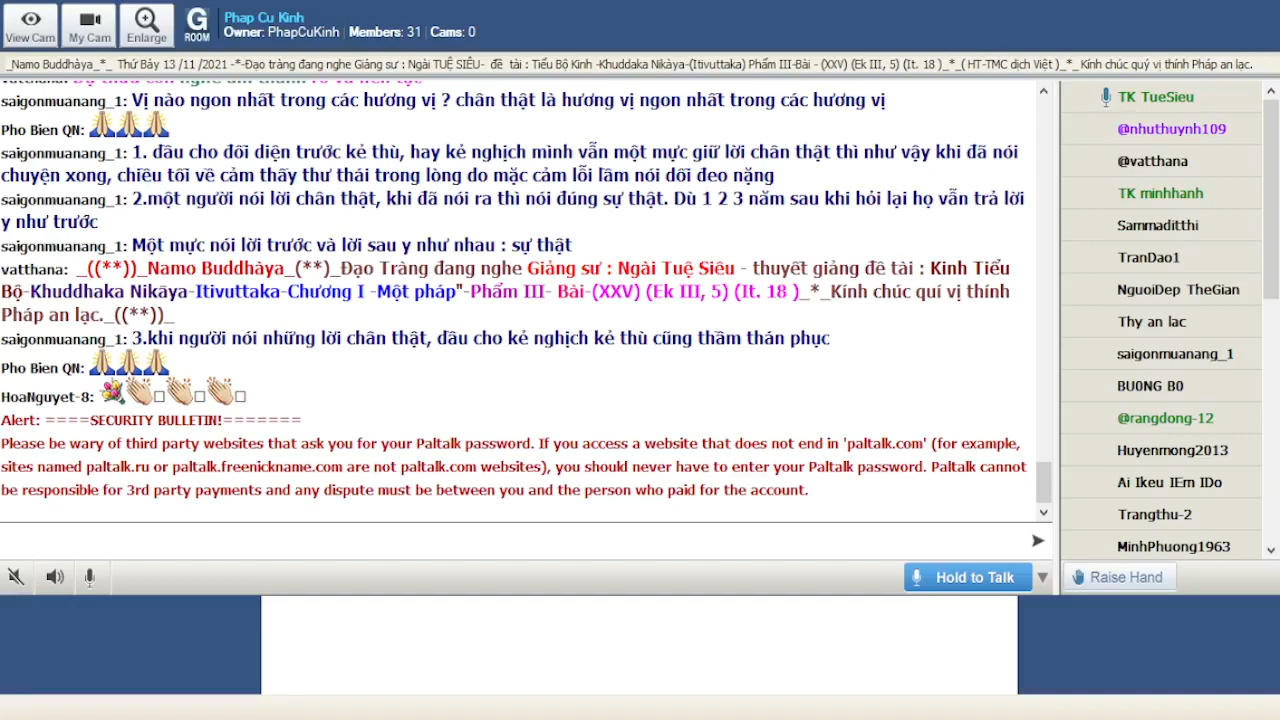 View Cam
My Cam
Enlarge
G
ROOM
Phap Cu Kinh
Owner: PhapCuKinh | Members: 31 | Cams: 0
_Namo Buddhàya_*_ Thứ Bảy 13 /11 /2021 -*-Đạo tràng đang nghe Giảng sư : Ngài TUỆ SIÊU- đề tài : Tiểu Bộ Kinh -Khuddaka Nikàya-(Itivuttaka) Phẩm III-Bài - (XXV) (Ek III, 5) (It. 18 )_*_( HT-TMC dịch Việt )_*_Kính chúc quý vị thính Pháp an lạc.
saigonmuanang_1: Vị nào ngon nhất trong các hương vị ? chân thật là hương vị ngon nhất trong các hương vị
Pho Bien QN: 🙏🙏🙏
saigonmuanang_1: 1. dầu cho đối diện trước kẻ thù, hay kẻ nghịch mình vẫn một mực giữ lời chân thật thì như vậy khi đã nói
chuyện xong, chiều tối về cảm thấy thư thái trong lòng do mặc cảm lỗi lầm nói dối đeo nặng
saigonmuanang_1: 2.một người nói lời chân thật, khi đã nói ra thì nói đúng sự thật. Dù 1 2 3 năm sau khi hỏi lại họ vẫn trả lời
y như trước
saigonmuanang_1: Một mực nói lời trước và lời sau y như nhau : sự thật
vatthana: _((**))_Namo Buddhàya_(**)_Đạo Tràng đang nghe Giảng sư : Ngài Tuệ Siêu - thuyết giảng đề tài : Kinh Tiểu
Bộ-Khuddhaka Nikāya-Itivuttaka-Chương I -Một pháp"-Phẩm III- Bài-(XXV) (Ek III, 5) (It. 18 )_*_Kính chúc quí vị thính
Pháp an lạc._((**))_
saigonmuanang_1: 3.khi người nói những lời chân thật, dầu cho kẻ nghịch kẻ thù cũng thầm thán phục
Pho Bien QN: 🙏🙏🙏
HoaNguyet-8: 💐👏🏼□👏🏼□👏🏼□
Alert: ====SECURITY BULLETIN!=======
Please be wary of third party websites that ask you for your Paltalk password. If you access a website that does not end in 'paltalk.com' (for example,
sites named paltalk.ru or paltalk.freenickname.com are not paltalk.com websites), you should never have to enter your Paltalk password. Paltalk cannot
be responsible for 3rd party payments and any dispute must be between you and the person who paid for the account.
Hold to Talk
TK TueSieu
@nhuthuynh109
@vatthana
TK minhhanh
Sammaditthi
TranDao1
NguoiDep TheGian
Thy an lac
saigonmuanang_1
BU0NG B0
@rangdong-12
Huyenmong2013
Ai Ikeu IEm IDo
Trangthu-2
MinhPhuong1963
Raise Hand